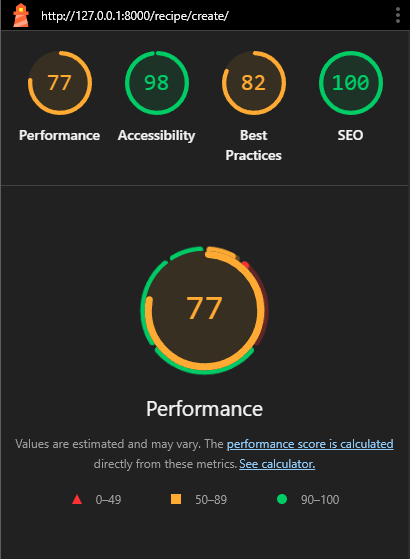 http://127.0.0.1:8000/recipe/create/
77 98 82 100
Performance Accessibility Best Practices SEO
77
Performance
Values are estimated and may vary. The performance score is calculated
directly from these metrics. See calculator.
0–49 50–89 90–100